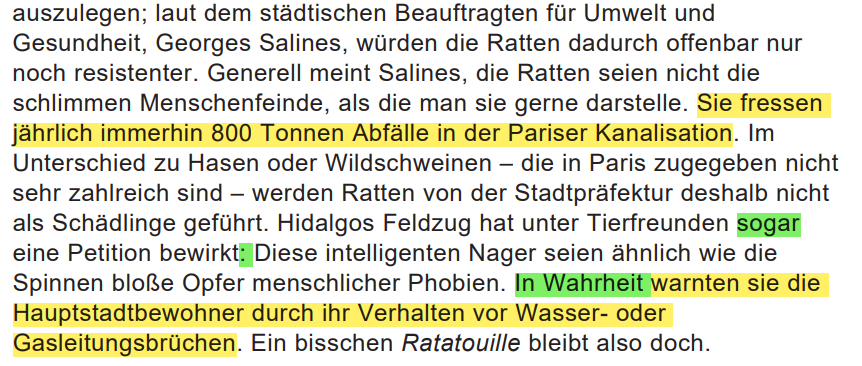 auszulegen; laut dem städtischen Beauftragten für Umwelt und
Gesundheit, Georges Salines, würden die Ratten dadurch offenbar nur
noch resistenter. Generell meint Salines, die Ratten seien nicht die
schlimmen Menschenfeinde, als die man sie gerne darstelle. Sie fressen
jährlich immerhin 800 Tonnen Abfälle in der Pariser Kanalisation. Im
Unterschied zu Hasen oder Wildschweinen – die in Paris zugegeben nicht
sehr zahlreich sind – werden Ratten von der Stadtpräfektur deshalb nicht
als Schädlinge geführt. Hidalgos Feldzug hat unter Tierfreunden sogar
eine Petition bewirkt: Diese intelligenten Nager seien ähnlich wie die
Spinnen bloße Opfer menschlicher Phobien. In Wahrheit warnten sie die
Hauptstadtbewohner durch ihr Verhalten vor Wasser- oder
Gasleitungsbrüchen. Ein bisschen Ratatouille bleibt also doch.